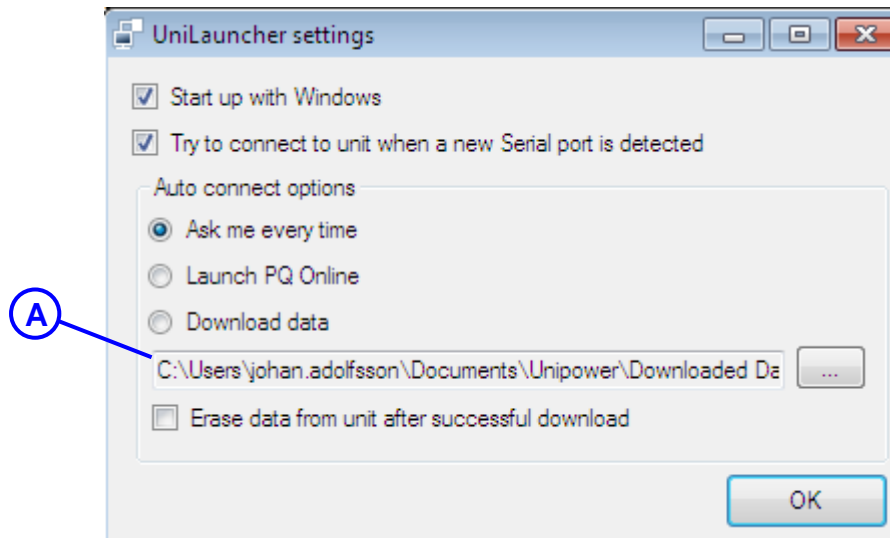 UniLauncher settings
Start up with Windows
Try to connect to unit when a new Serial port is detected
Auto connect options
Ask me every time
Launch PQ Online
A
Download data
C:\Users\johan.adolfsson\Documents\Unipower\Downloaded Da
...
Erase data from unit after successful download
OK